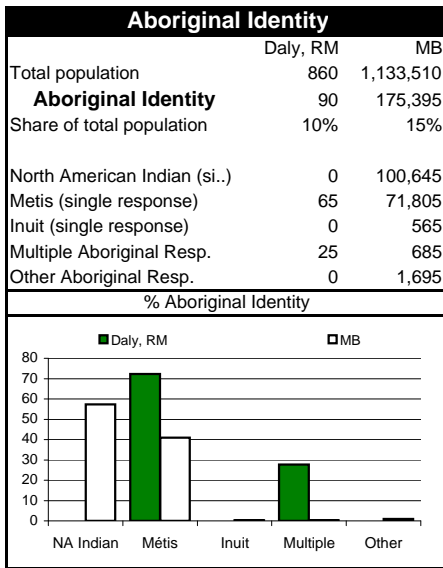 Aboriginal Identity
Daly, RM MB
Total population 860 1,133,510
Aboriginal Identity 90 175,395
Share of total population 10% 15%
North American Indian (si..) 0 100,645
Metis (single response) 65 71,805
Inuit (single response) 0 565
Multiple Aboriginal Resp. 25 685
Other Aboriginal Resp. 0 1,695
% Aboriginal Identity
Daly, RM MB
80
70
60
50
40
30
20
10
0
NA Indian Métis Inuit Multiple Other